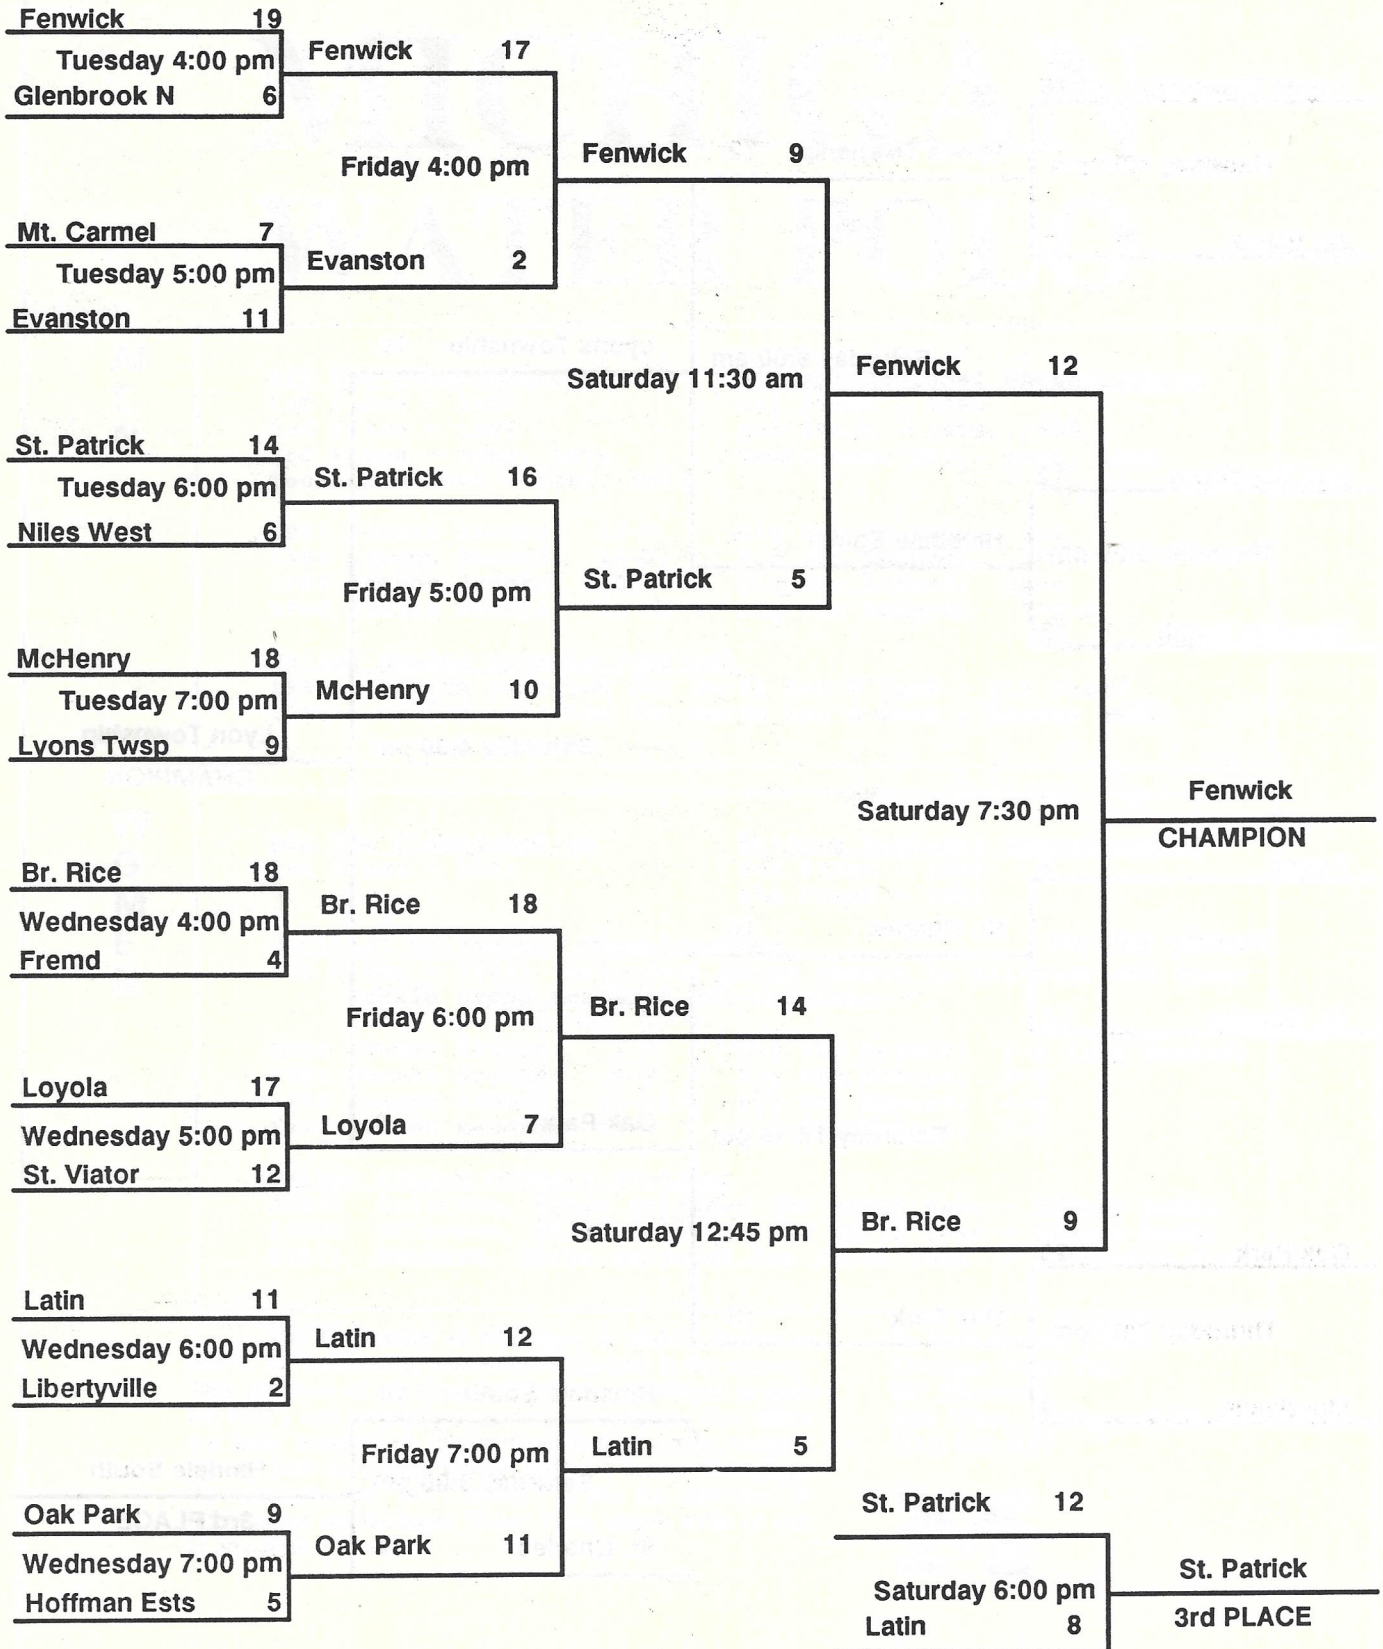 Fenwick 19
Tuesday 4:00 pm
Glenbrook N 6
Mt. Carmel 7
Tuesday 5:00 pm
Evanston 11
St. Patrick 14
Tuesday 6:00 pm
Niles West 6
McHenry 18
Tuesday 7:00 pm
Lyons Twsp 9
Br. Rice 18
Wednesday 4:00 pm
Fremd 4
Loyola 17
Wednesday 5:00 pm
St. Viator 12
Latin 11
Wednesday 6:00 pm
Libertyville 2
Oak Park 9
Wednesday 7:00 pm
Hoffman Ests 5
Fenwick 17
Friday 4:00 pm
Evanston 2
St. Patrick 16
Friday 5:00 pm
McHenry 10
Br. Rice 18
Friday 6:00 pm
Loyola 7
Latin 12
Friday 7:00 pm
Oak Park 11
Fenwick 9
Saturday 11:30 am
St. Patrick 5
Br. Rice 14
Saturday 12:45 pm
Latin 5
Fenwick 12
Saturday 7:30 pm
Br. Rice 9
Fenwick
CHAMPION
St. Patrick 12
Saturday 6:00 pm
Latin 8
St. Patrick
3rd PLACE